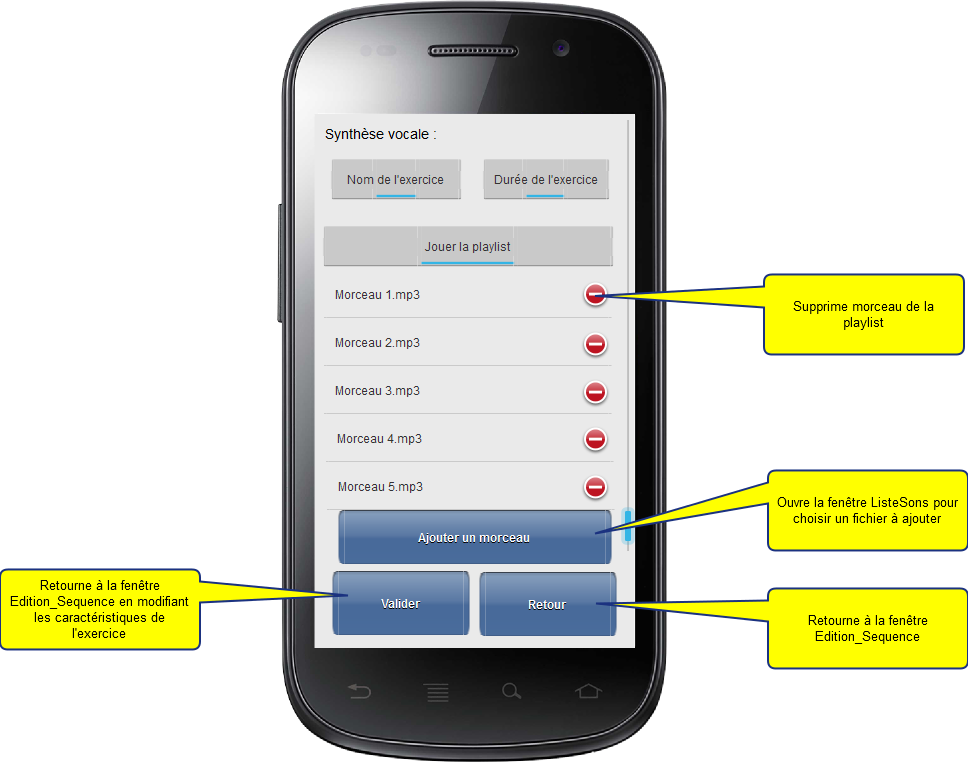 Synthèse vocale :
Nom de l'exercice
Durée de l'exercice
Jouer la playlist
Morceau 1.mp3
Morceau 2.mp3
Morceau 3.mp3
Morceau 4.mp3
Morceau 5.mp3
Ajouter un morceau
Valider
Retour
Supprime morceau de la
playlist
Ouvre la fenêtre ListeSons pour
choisir un fichier à ajouter
Retourne à la fenêtre
Edition_Sequence en modifiant
les caractéristiques de
l'exercice
Retourne à la fenêtre
Edition_Sequence